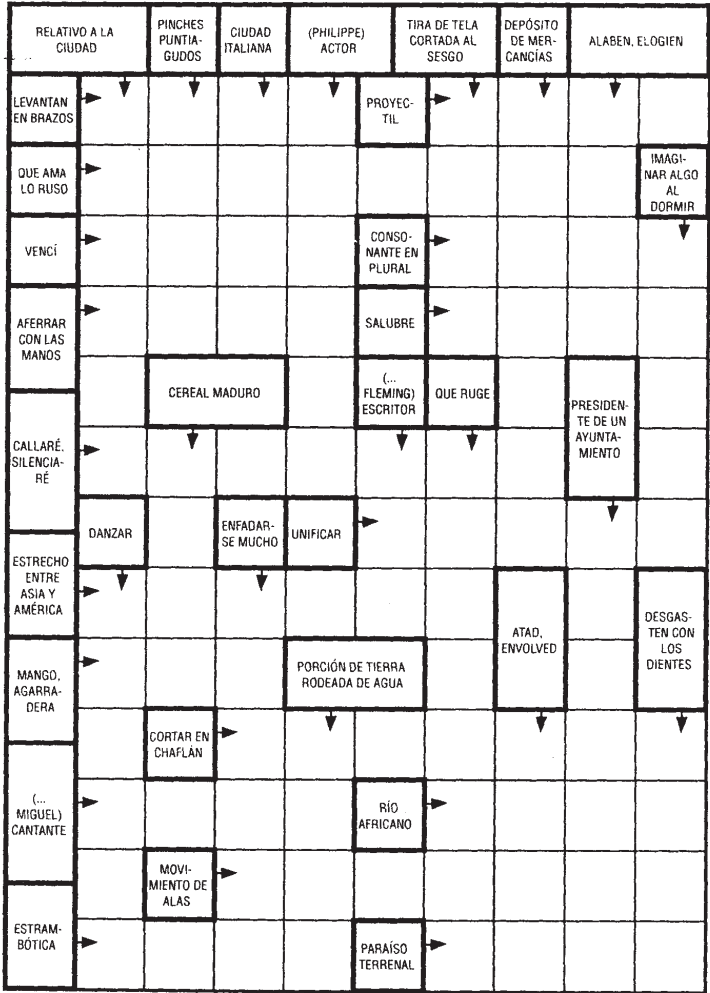 RELATIVO A LA
CIUDAD
PINCHES
PUNTIA-
GUDOS
CIUDAD
ITALIANA
(PHILIPPE)
ACTOR
TIRA DE TELA
CORTADA AL
SESGO
DEPÓSITO
DE MER-
CANCÍAS
ALABEN, ELOGIEN
LEVANTAN
EN BRAZOS
PROYEC-
TIL
QUE AMA
LO RUSO
IMAGI-
NAR ALGO
AL
DORMIR
VENCÍ
CONSO-
NANTE EN
PLURAL
AFERRAR
CON LAS
MANOS
SALUBRE
CEREAL MADURO
(...
FLEMING)
ESCRITOR
QUE RUGE
PRESIDEN-
TE DE UN
AYUNTA-
MIENTO
CALLARÉ,
SILENCIA-
RÉ
DANZAR
ENFADAR-
SE MUCHO
UNIFICAR
ESTRECHO
ENTRE
ASIA Y
AMÉRICA
ATAD,
ENVOLVED
DESGAS-
TEN CON
LOS
DIENTES
MANGO,
AGARRA-
DERA
PORCIÓN DE TIERRA
RODEADA DE AGUA
CORTAR EN
CHAFLÁN
(...
MIGUEL)
CANTANTE
RÍO
AFRICANO
MOVI-
MIENTO DE
ALAS
ESTRAM-
BÓTICA
PARAÍSO
TERRENAL